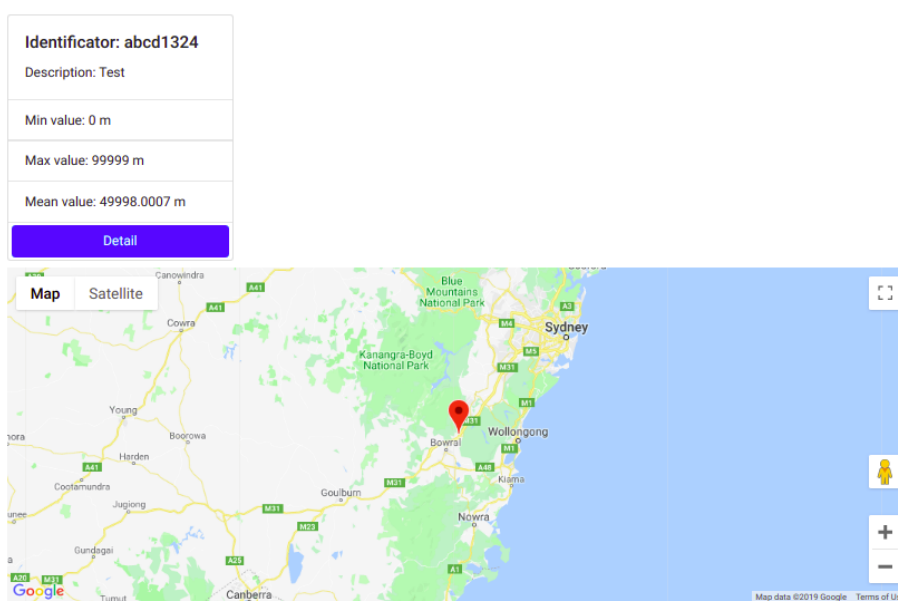 Identificator: abcd1324
Description: Test
Min value: 0 m
Max value: 99999 m
Mean value: 49998.0007 m
Detail
Map
Satellite
Canowindra
A41
A41
Blue
Mountains
National Park
A3
M4
Sydney
Cowra
M5
Kanangra-Boyd
National Park
M31
Young
M1
M31
Boorowa
Bowral
Wollongong
M1
Harden
A41
A48
Cootamundra
Kiama
M31
Goulburn
Jugiong
M31
Nowra
M23
Gundagai
A25
A1
A20
M31
Google
Tumut
Canberra
Map data ©2019 Google
Terms of U